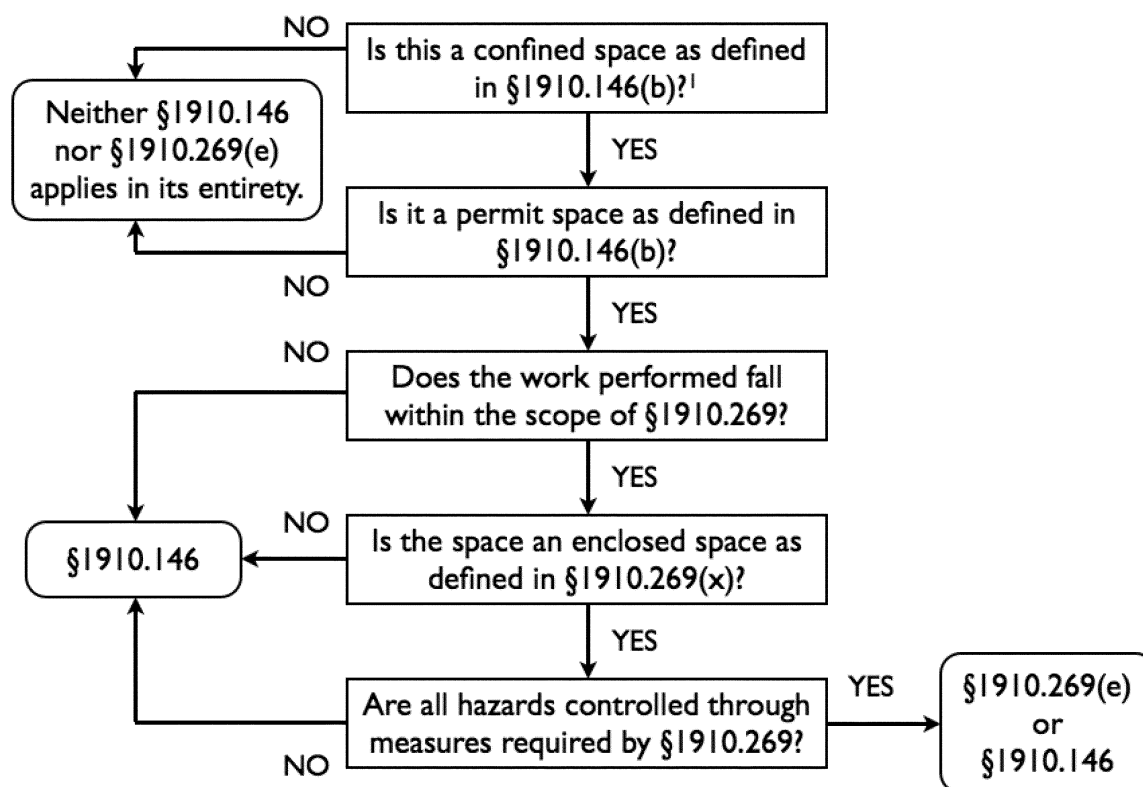 NO
Is this a confined space as defined
in §1910.146(b)?¹
Neither §1910.146
nor §1910.269(e)
applies in its entirety.
YES
Is it a permit space as defined in
§1910.146(b)?
NO
YES
NO
Does the work performed fall
within the scope of §1910.269?
YES
NO
§1910.146
Is the space an enclosed space as
defined in §1910.269(x)?
YES
Are all hazards controlled through
measures required by §1910.269?
YES
§1910.269(e)
or
§1910.146
NO